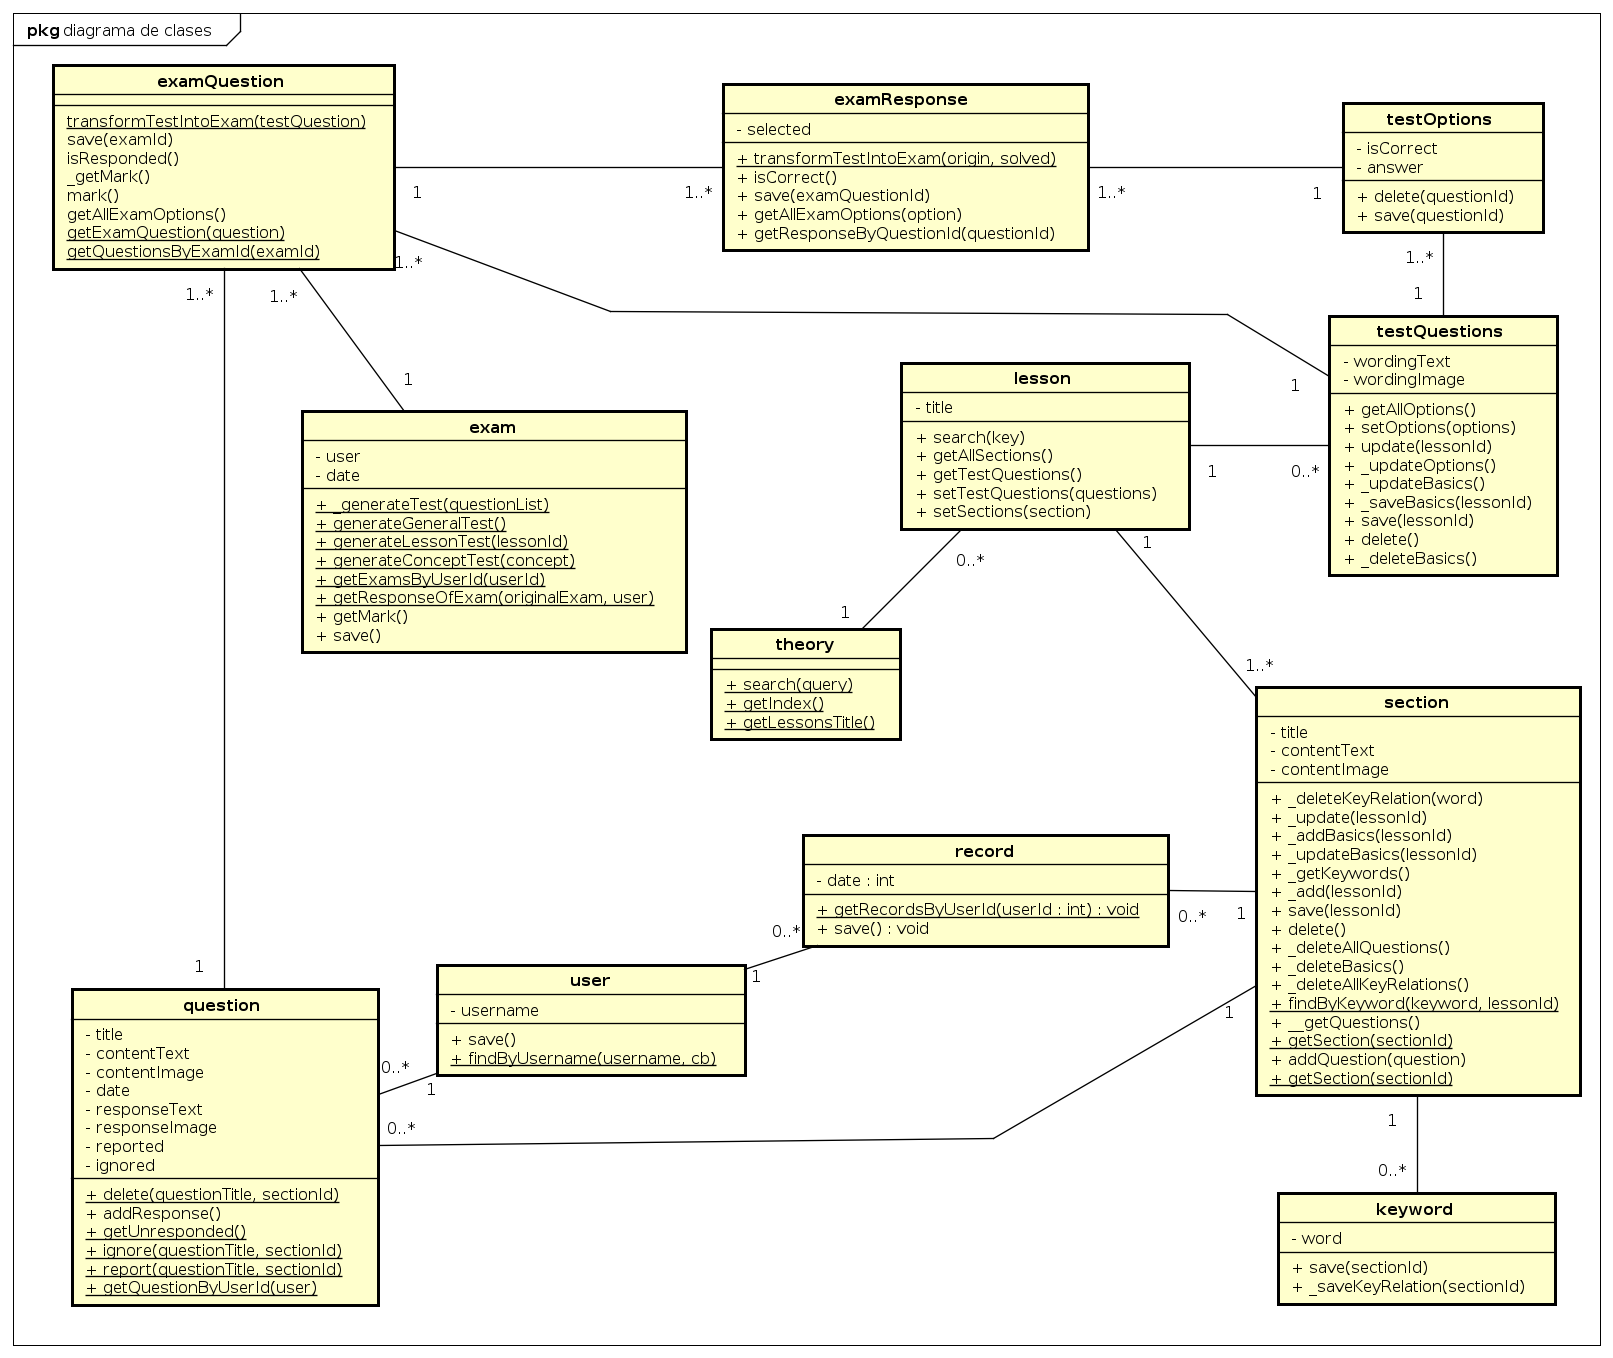 pkg diagrama de clases
examQuestion
transformTestIntoExam(testQuestion)
save(examId)
isResponded()
_getMark()
mark()
getAllExamOptions()
getExamQuestion(question)
getQuestionsByExamId(examId)
examResponse
- selected
+ transformTestIntoExam(origin, solved)
+ isCorrect()
+ save(examQuestionId)
+ getAllExamOptions(option)
+ getResponseByQuestionId(questionId)
testOptions
- isCorrect
- answer
+ delete(questionId)
+ save(questionId)
1
1..*
1..*
1
1..*
1
1..*
1
1..*
1
1..*
1
testQuestions
- wordingText
- wordingImage
+ getAllOptions()
+ setOptions(options)
+ update(lessonId)
+ _updateOptions()
+ _updateBasics()
+ _saveBasics(lessonId)
+ save(lessonId)
+ delete()
+ _deleteBasics()
lesson
- title
+ search(key)
+ getAllSections()
+ getTestQuestions()
+ setTestQuestions(questions)
+ setSections(section)
1
0..*
exam
- user
- date
+ _generateTest(questionList)
+ generateGeneralTest()
+ generateLessonTest(lessonId)
+ generateConceptTest(concept)
+ getExamsByUserId(userId)
+ getResponseOfExam(originalExam, user)
+ getMark()
+ save()
0..*
1
1
1..*
theory
+ search(query)
+ getIndex()
+ getLessonsTitle()
section
- title
- contentText
- contentImage
+ _deleteKeyRelation(word)
+ _update(lessonId)
+ _addBasics(lessonId)
+ _updateBasics(lessonId)
+ _getKeywords()
+ _add(lessonId)
+ save(lessonId)
+ delete()
+ _deleteAllQuestions()
+ _deleteBasics()
+ _deleteAllKeyRelations()
+ findByKeyword(keyword, lessonId)
+ __getQuestions()
+ getSection(sectionId)
+ addQuestion(question)
+ getSection(sectionId)
record
- date : int
+ getRecordsByUserId(userId : int) : void
+ save() : void
0..*
1
0..*
1
user
- username
+ save()
+ findByUsername(username, cb)
1
question
- title
- contentText
- contentImage
- date
- responseText
- responseImage
- reported
- ignored
+ delete(questionTitle, sectionId)
+ addResponse()
+ getUnresponded()
+ ignore(questionTitle, sectionId)
+ report(questionTitle, sectionId)
+ getQuestionByUserId(user)
0..*
1
0..*
1
1
0..*
keyword
- word
+ save(sectionId)
+ _saveKeyRelation(sectionId)